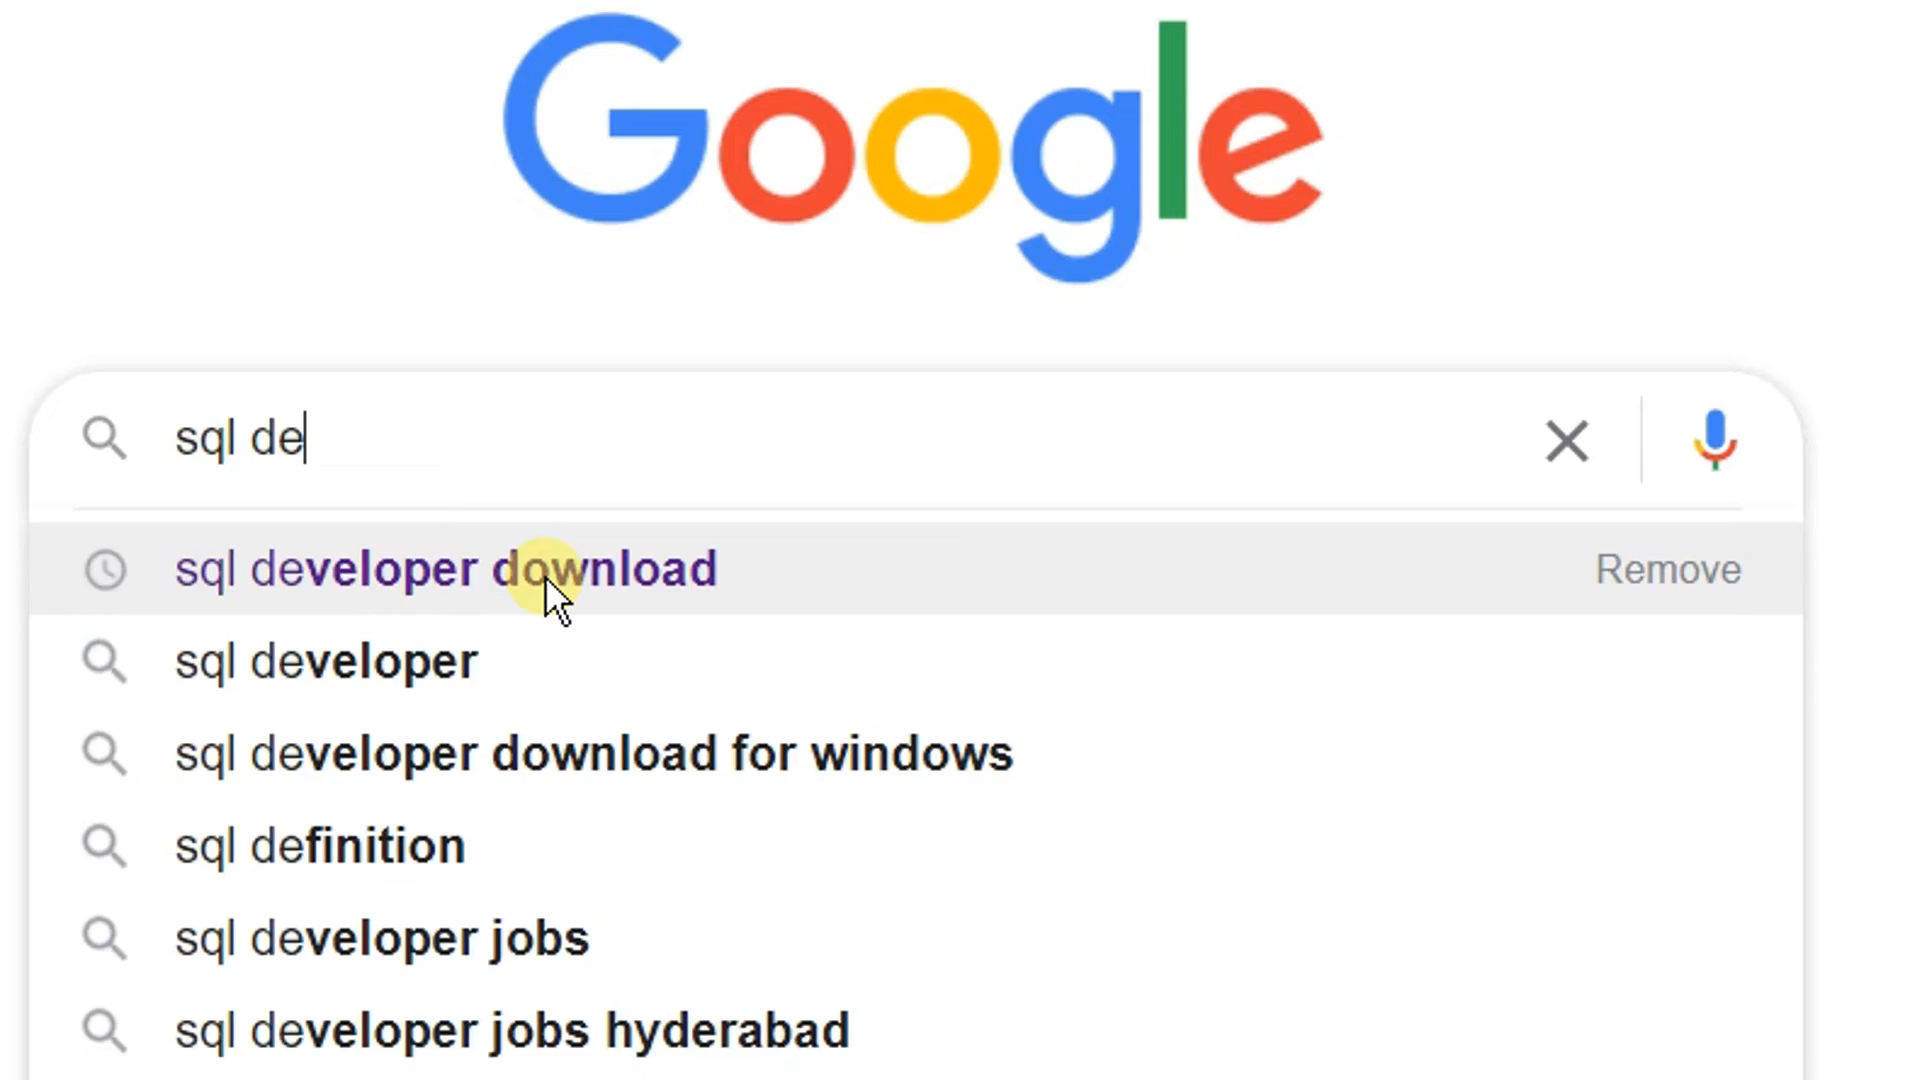 Google
sql de
sql developer download Remove
sql developer
sql developer download for windows
sql definition
sql developer jobs
sql developer jobs hyderabad